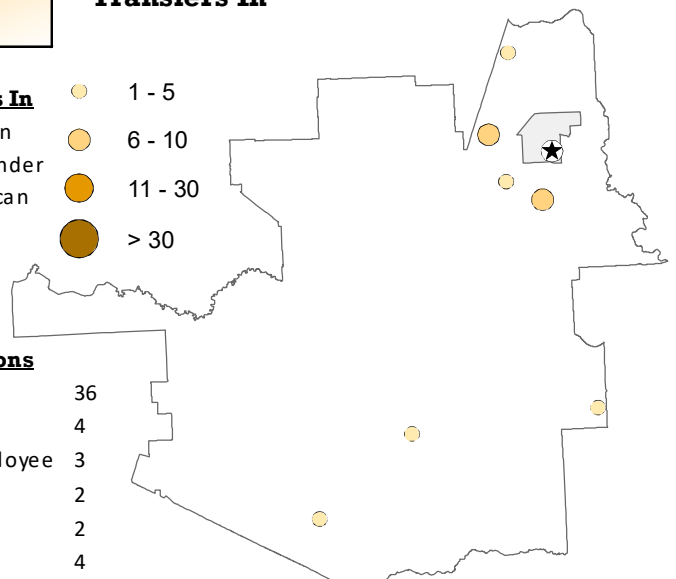 Transfers In
s In
n
nder
can
1 - 5
6 - 10
11 - 30
> 30
ons
36
4
loyee 3
2
2
4